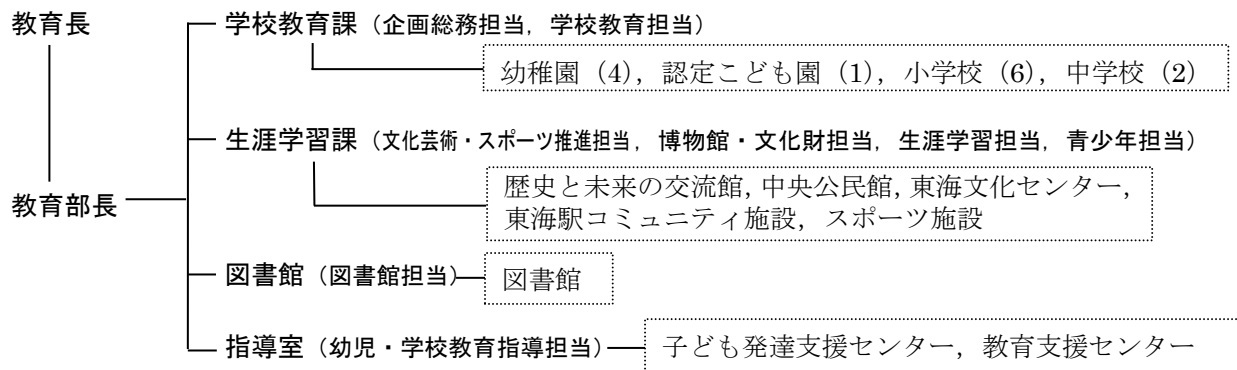 教育長
学校教育課（企画総務担当，学校教育担当）
幼稚園（4），認定こども園（1），小学校（6），中学校（2）
生涯学習課（文化芸術・スポーツ推進担当，博物館・文化財担当，生涯学習担当，青少年担当）
教育部長
歴史と未来の交流館，中央公民館，東海文化センター，
東海駅コミュニティ施設，スポーツ施設
図書館（図書館担当）
図書館
指導室（幼児・学校教育指導担当）
子ども発達支援センター，教育支援センター